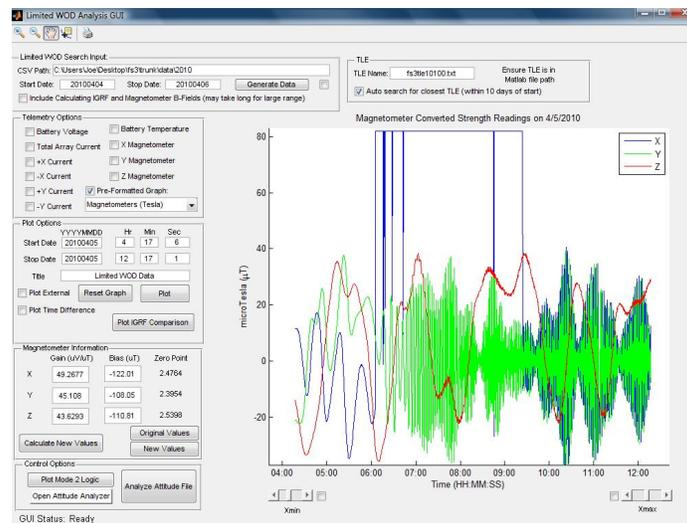 Limited WOD Analysis GUI
Limited WOD Search Input:
CSV Path: C:\Users\Joe\Desktop\fs3\trunk\data\2010
Start Date: 20100404 Stop Date: 20100406 Generate Data
Include Calculating IGRF and Magnetometer B-Fields (may take long for large range)
TLE
TLE Name: fs3tle10100.txt Ensure TLE is in
Matlab file path
Auto search for closest TLE (within 10 days of start)
Telemetry Options
Battery Voltage Battery Temperature
Total Array Current X Magnetometer
+X Current Y Magnetometer
-X Current Z Magnetometer
+Y Current Pre-Formatted Graph:
-Y Current Magnetometers (Tesla)
Plot Options
YYYYMMDD Hr Min Sec
Start Date 20100405 4 17 6
Stop Date 20100405 12 17 1
Title Limited WOD Data
Plot External Reset Graph Plot
Plot Time Difference
Plot IGRF Comparison
Magnetometer Information
Gain (uV/uT) Bias (uT) Zero Point
X 49.2677 -122.01 2.4764
Y 45.108 -108.05 2.3954
Z 43.6293 -110.81 2.5398
Original Values
Calculate New Values
New Values
Control Options
Plot Mode 2 Logic
Open Attitude Analyzer
Analyze Attitude File
GUI Status: Ready
Magnetometer Converted Strength Readings on 4/5/2010
X
Y
Z
80
60
40
20
0
-20
microTesla (μT)
04:00 05:00 06:00 07:00 08:00 09:00 10:00 11:00 12:00
Time (HH:MM:SS)
Xmin Xmax